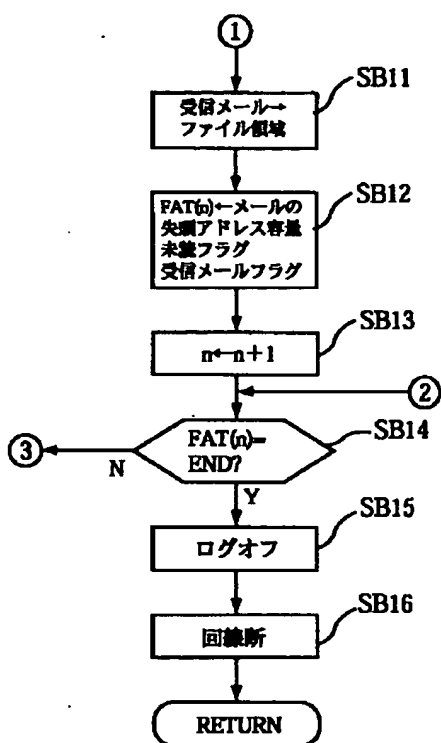 ①
SB11
受信メール→
ファイル領域
SB12
FAT(n)←メールの
先頭アドレス容量
未読フラグ
受信メールフラグ
SB13
n←n+1
②
SB14
FAT(n)=
END?
③
N
Y
SB15
ログオフ
SB16
回線断
RETURN